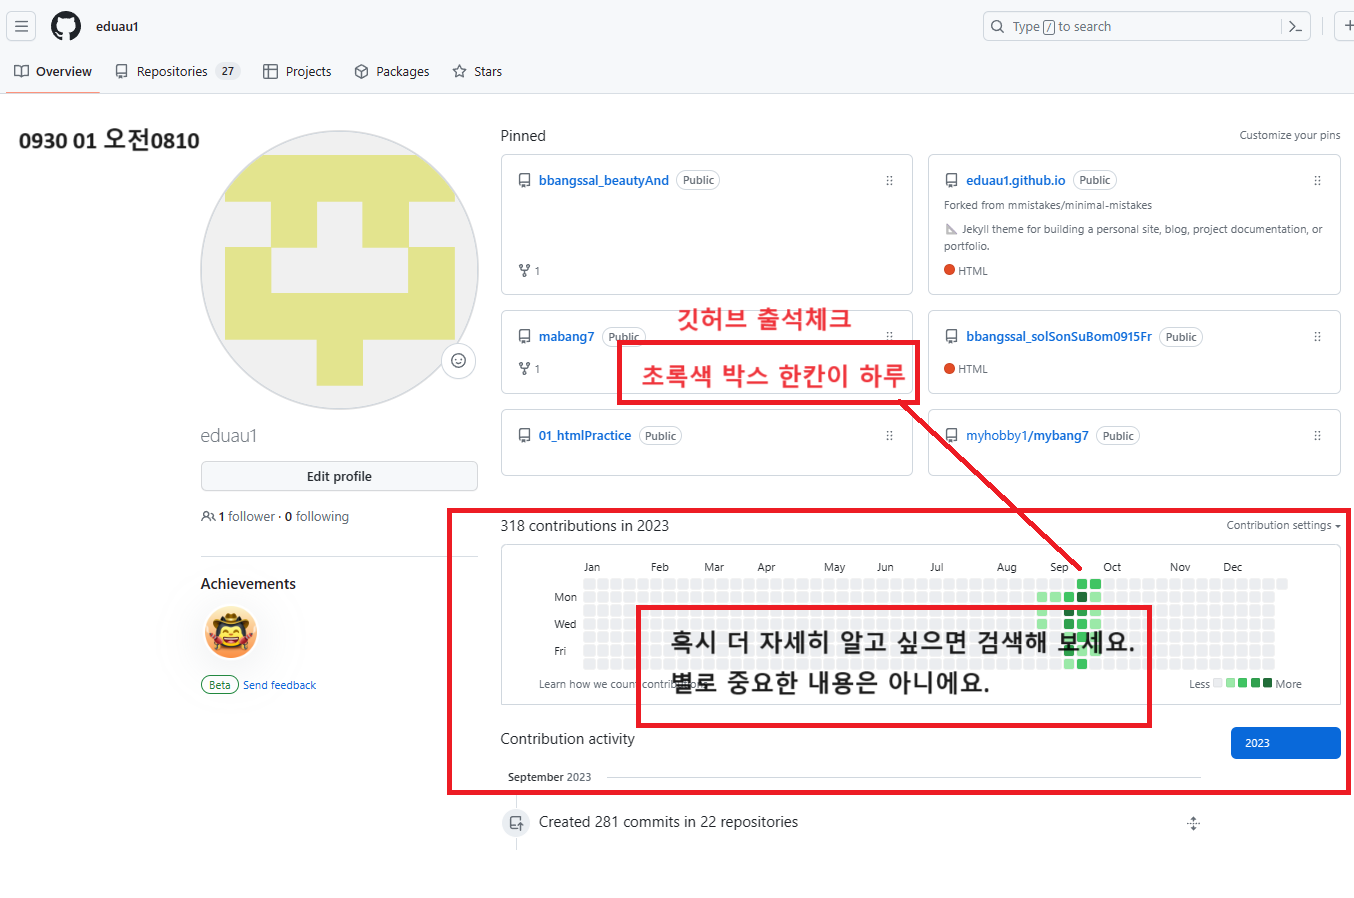 eduau1
Type / to search
Overview
Repositories 27
Projects
Packages
Stars
0930 01 오전0810
eduau1
Edit profile
1 follower · 0 following
Achievements
Beta Send feedback
Pinned
Customize your pins
bbangssal_beautyAnd Public
1
eduau1.github.io Public
Forked from mmistakes/minimal-mistakes
Jekyll theme for building a personal site, blog, project documentation, or
portfolio.
HTML
깃허브 출석체크
mabang7 Public
1
초록색 박스 한칸이 하루
bbangssal_solSonSuBom0915Fr Public
HTML
01_htmlPractice Public
myhobby1/mybang7 Public
318 contributions in 2023
Contribution settings
Jan Feb Mar Apr May Jun Jul Aug Sep Oct Nov Dec
Mon
Wed
Fri
혹시 더 자세히 알고 싶으면 검색해 보세요.
별로 중요한 내용은 아니에요.
Learn how we count contributions
Less More
Contribution activity
2023
September 2023
Created 281 commits in 22 repositories